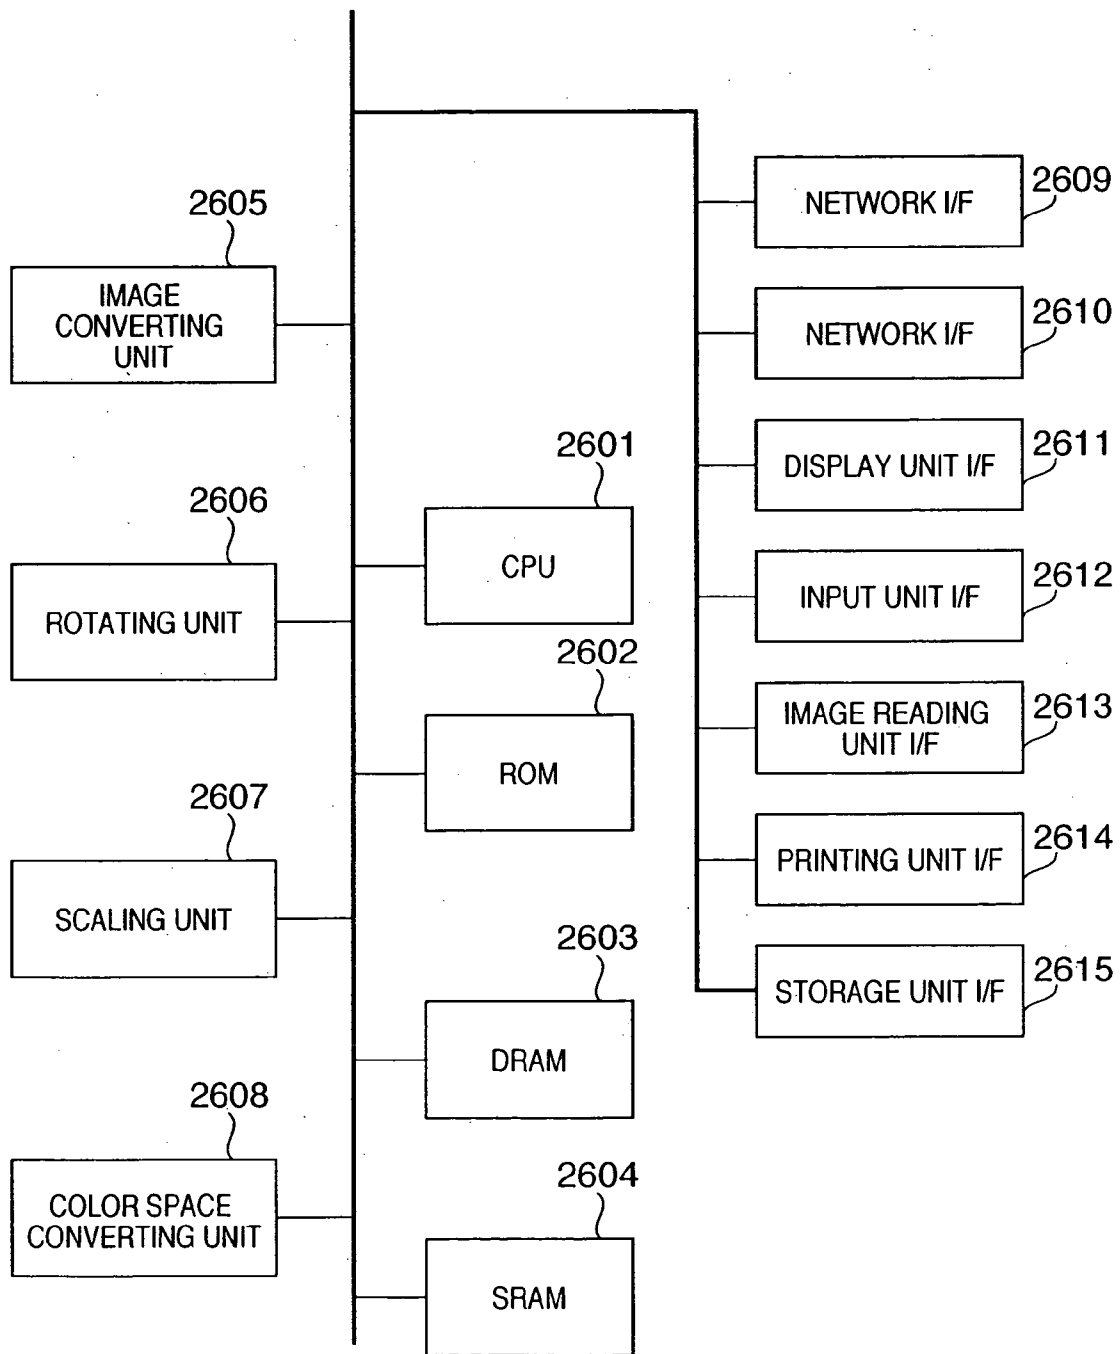 2605
IMAGE
CONVERTING
UNIT
2606
ROTATING UNIT
2607
SCALING UNIT
2608
COLOR SPACE
CONVERTING UNIT
2601
CPU
2602
ROM
2603
DRAM
2604
SRAM
NETWORK I/F
2609
NETWORK I/F
2610
DISPLAY UNIT I/F
2611
INPUT UNIT I/F
2612
IMAGE READING
UNIT I/F
2613
PRINTING UNIT I/F
2614
STORAGE UNIT I/F
2615